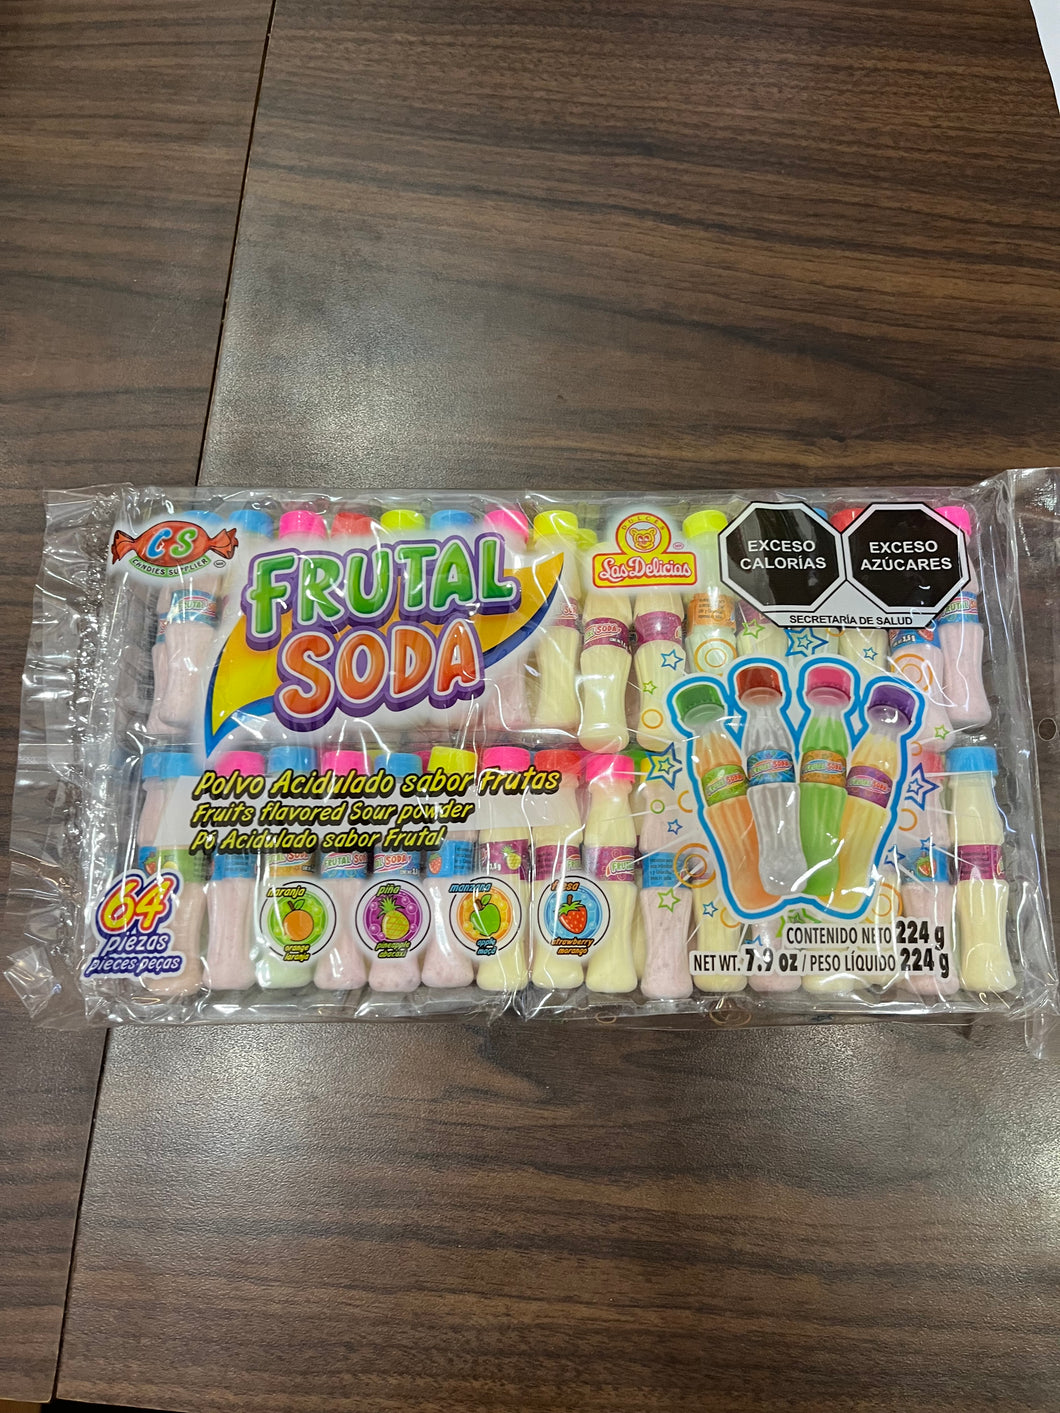 CS
CANDIES SUPPLIER
FRUTAL
SODA
DULCES
Las Delicias
EXCESO
CALORÍAS
EXCESO
AZÚCARES
SECRETARÍA DE SALUD
Polvo Acidulado sabor Frutas
Fruits flavored Sour powder
Pó Acidulado sabor Frutal
64
piezas
pieces peças
naranja
orange
laranja
piña
pineapple
abacaxi
manzana
apple
maçã
fresa
strawberry
morango
CONTENIDO NETO 224 g
NET WT. 7.9 oz / PESO LÍQUIDO 224 g